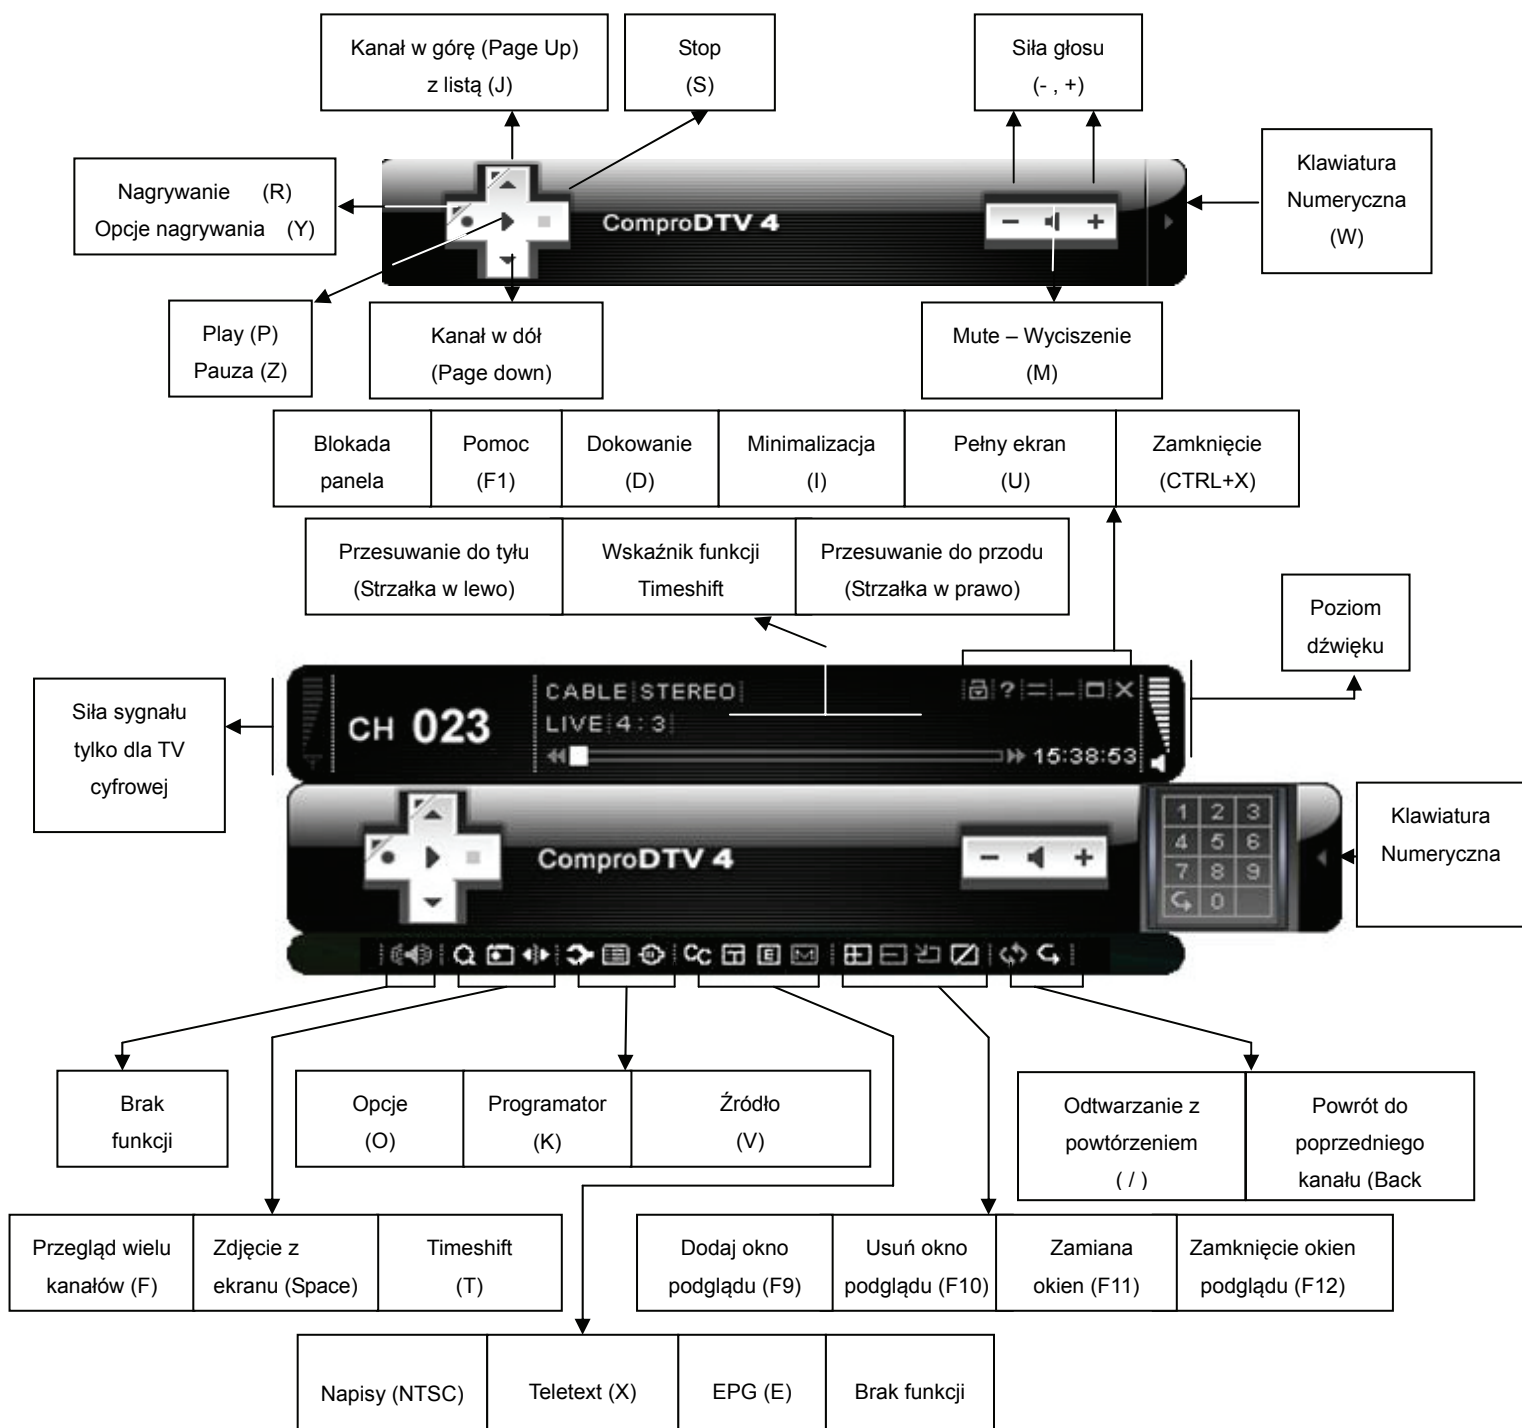 Kanał w górę (Page Up)
z listą (J)
Stop
(S)
Siła głosu
(- , +)
Nagrywanie (R)
Opcje nagrywania (Y)
ComproDTV 4
Klawiatura
Numeryczna
(W)
Play (P)
Pauza (Z)
Kanał w dół
(Page down)
Mute – Wyciszenie
(M)
Blokada
panela
Pomoc
(F1)
Dokowanie
(D)
Minimalizacja
(I)
Pełny ekran
(U)
Zamknięcie
(CTRL+X)
Przesuwanie do tyłu
(Strzałka w lewo)
Wskaźnik funkcji
Timeshift
Przesuwanie do przodu
(Strzałka w prawo)
Poziom
dźwięku
Siła sygnału
tylko dla TV
cyfrowej
CH 023
CABLE STEREO
LIVE 4:3
15:38:53
ComproDTV 4
1 2 3
4 5 6
7 8 9
0
Klawiatura
Numeryczna
Brak
funkcji
Opcje
(O)
Programator
(K)
Źródło
(V)
Odtwarzanie z
powtórzeniem
( / )
Powrót do
poprzedniego
kanału (Back
Przegląd wielu
kanałów (F)
Zdjęcie z
ekranu (Space)
Timeshift
(T)
Dodaj okno
podglądu (F9)
Usuń okno
podglądu (F10)
Zamiana
okien (F11)
Zamknięcie okien
podglądu (F12)
Napisy (NTSC)
Teletext (X)
EPG (E)
Brak funkcji